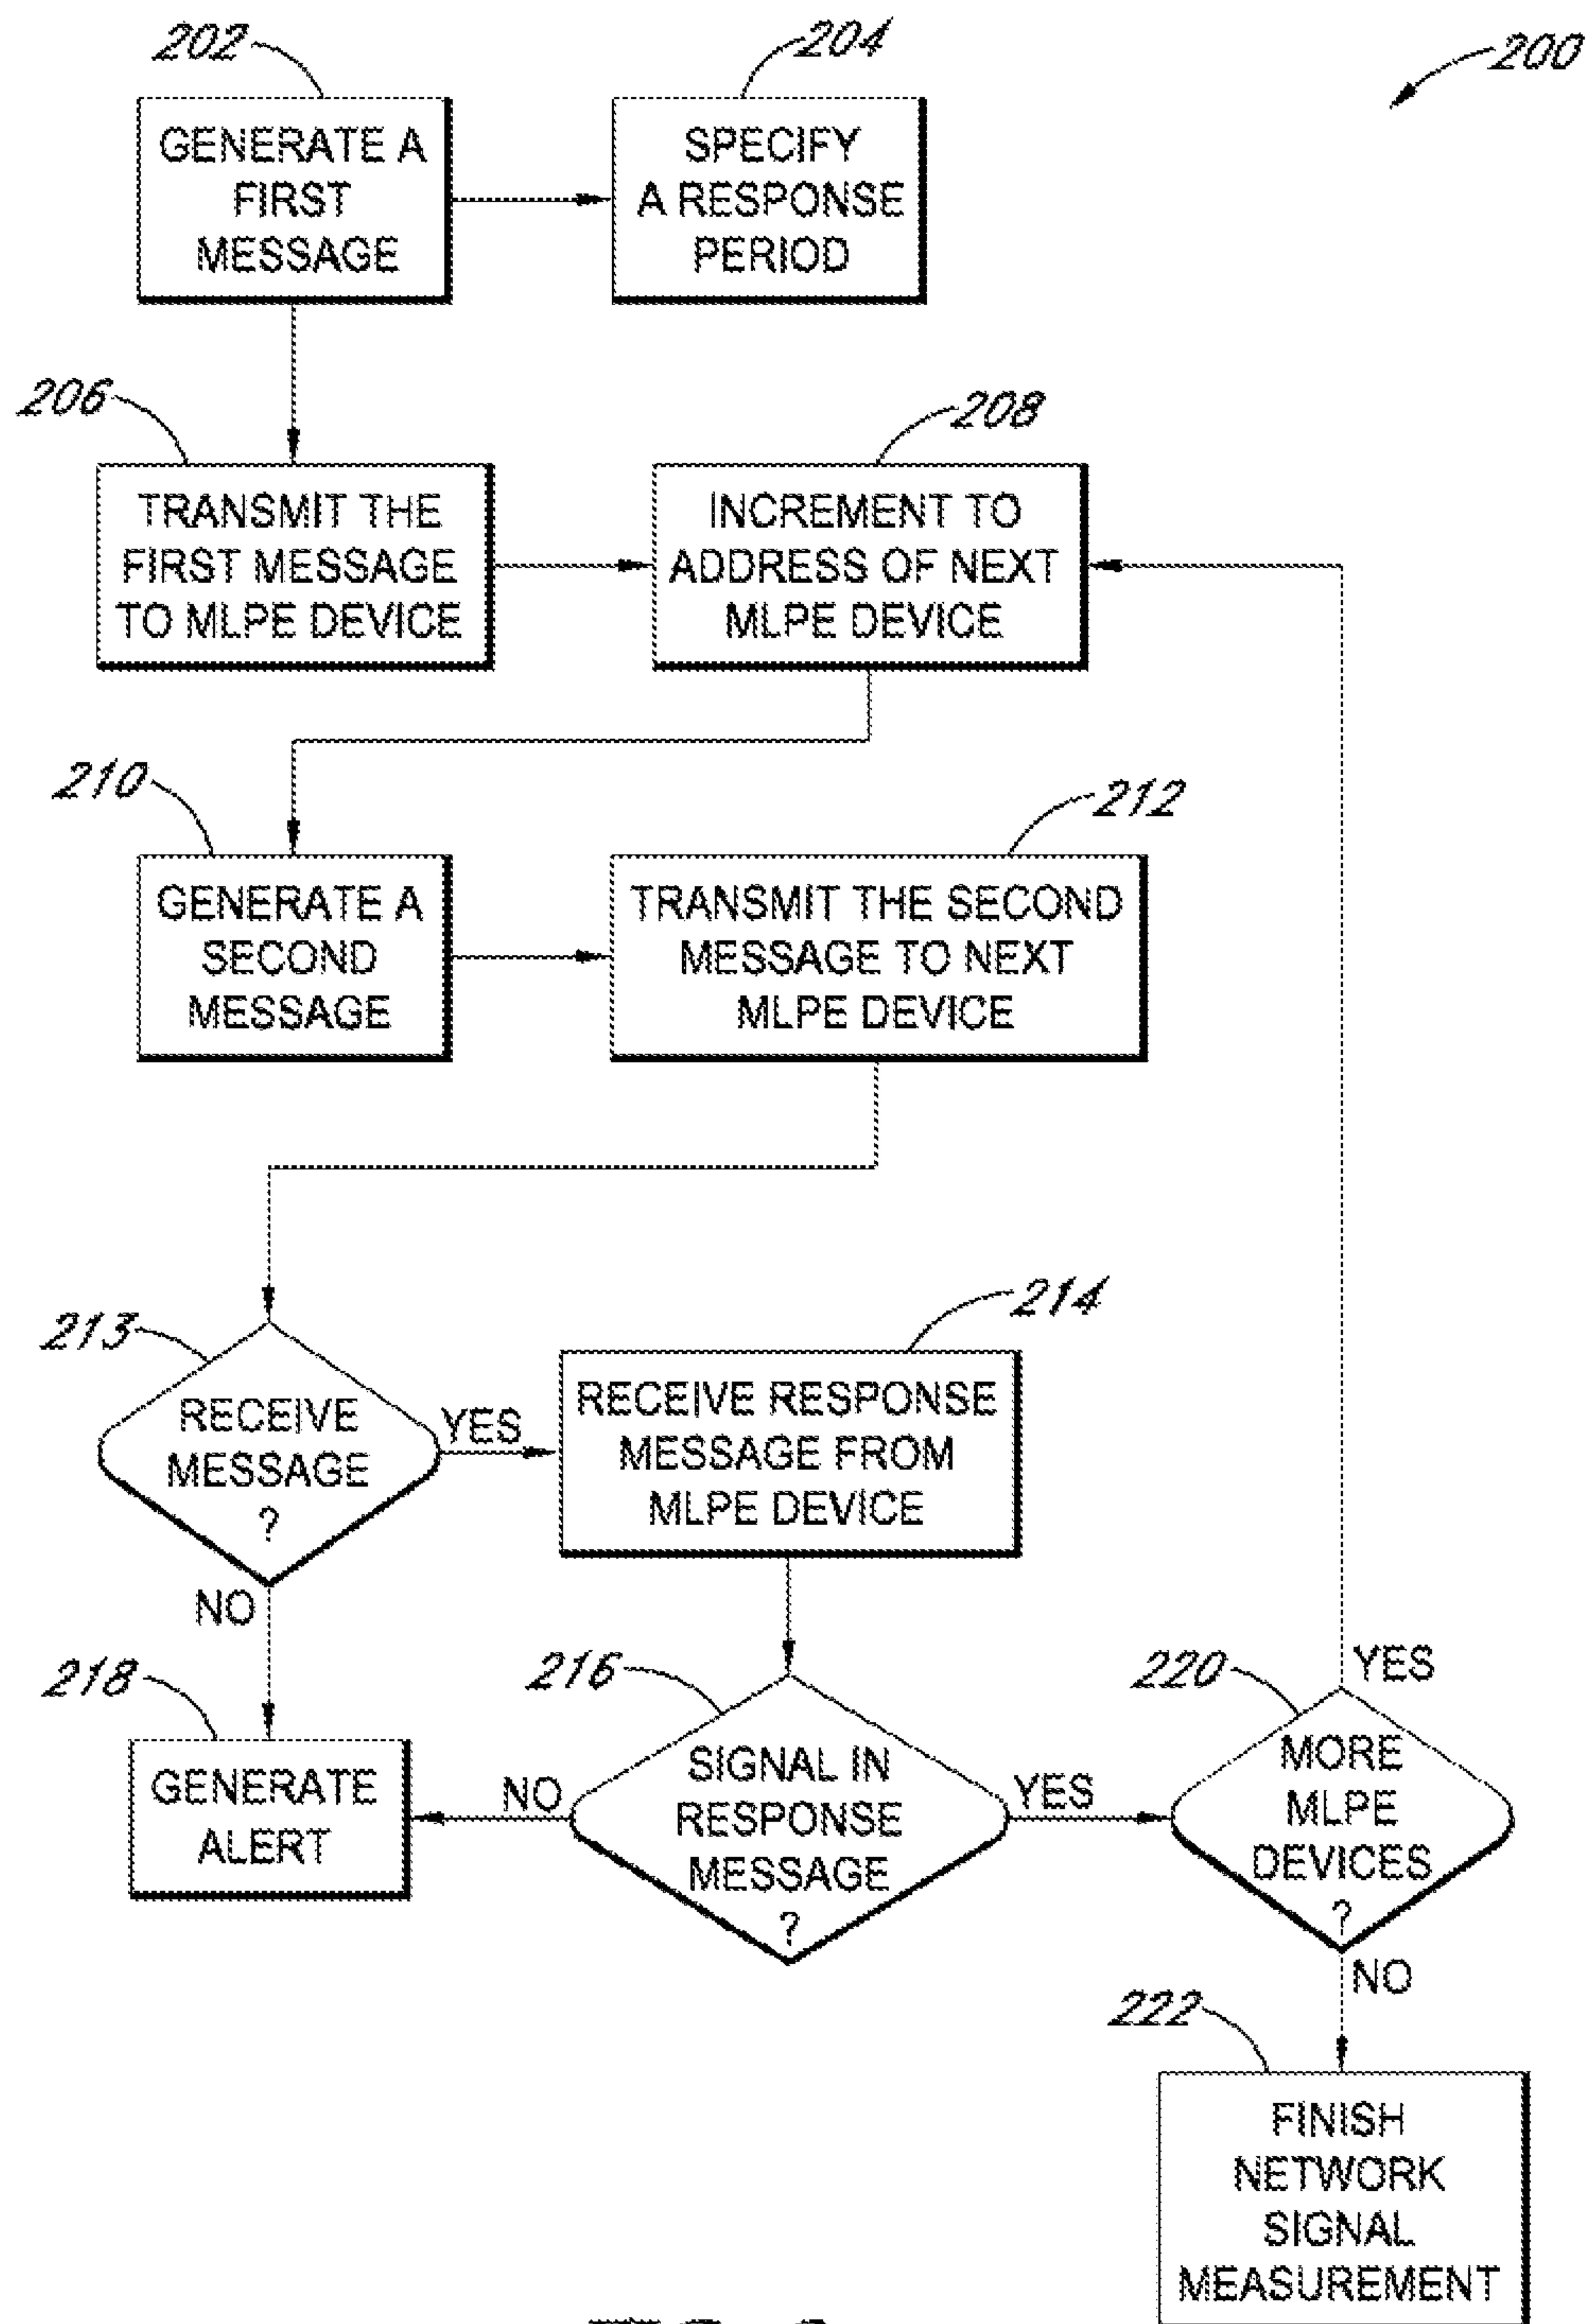 202
204
200
GENERATE A
FIRST
MESSAGE
SPECIFY
A RESPONSE
PERIOD
206
208
TRANSMIT THE
FIRST MESSAGE
TO MLPE DEVICE
INCREMENT TO
ADDRESS OF NEXT
MLPE DEVICE
210
212
GENERATE A
SECOND
MESSAGE
TRANSMIT THE SECOND
MESSAGE TO NEXT
MLPE DEVICE
213
214
RECEIVE
MESSAGE
?
YES
NO
RECEIVE RESPONSE
MESSAGE FROM
MLPE DEVICE
218
216
220
YES
GENERATE
ALERT
NO
SIGNAL IN
RESPONSE
MESSAGE
?
YES
MORE
MLPE
DEVICES
?
NO
222
FINISH
NETWORK
SIGNAL
MEASUREMENT